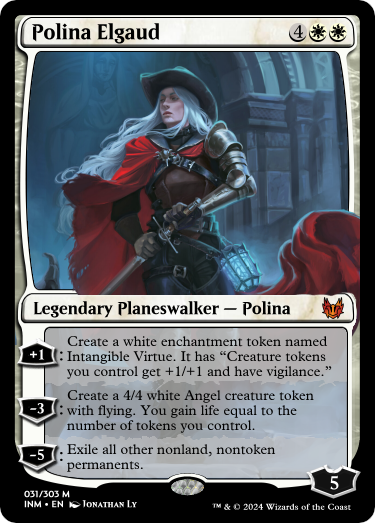 Polina Elgaud 4
Legendary Planeswalker — Polina
+1: Create a white enchantment token named
Intangible Virtue. It has “Creature tokens
you control get +1/+1 and have vigilance.”
-3: Create a 4/4 white Angel creature token
with flying. You gain life equal to the
number of tokens you control.
-5: Exile all other nonland, nontoken
permanents.
5
031/303 M
INM • EN Jonathan Ly
™ & © 2024 Wizards of the Coast